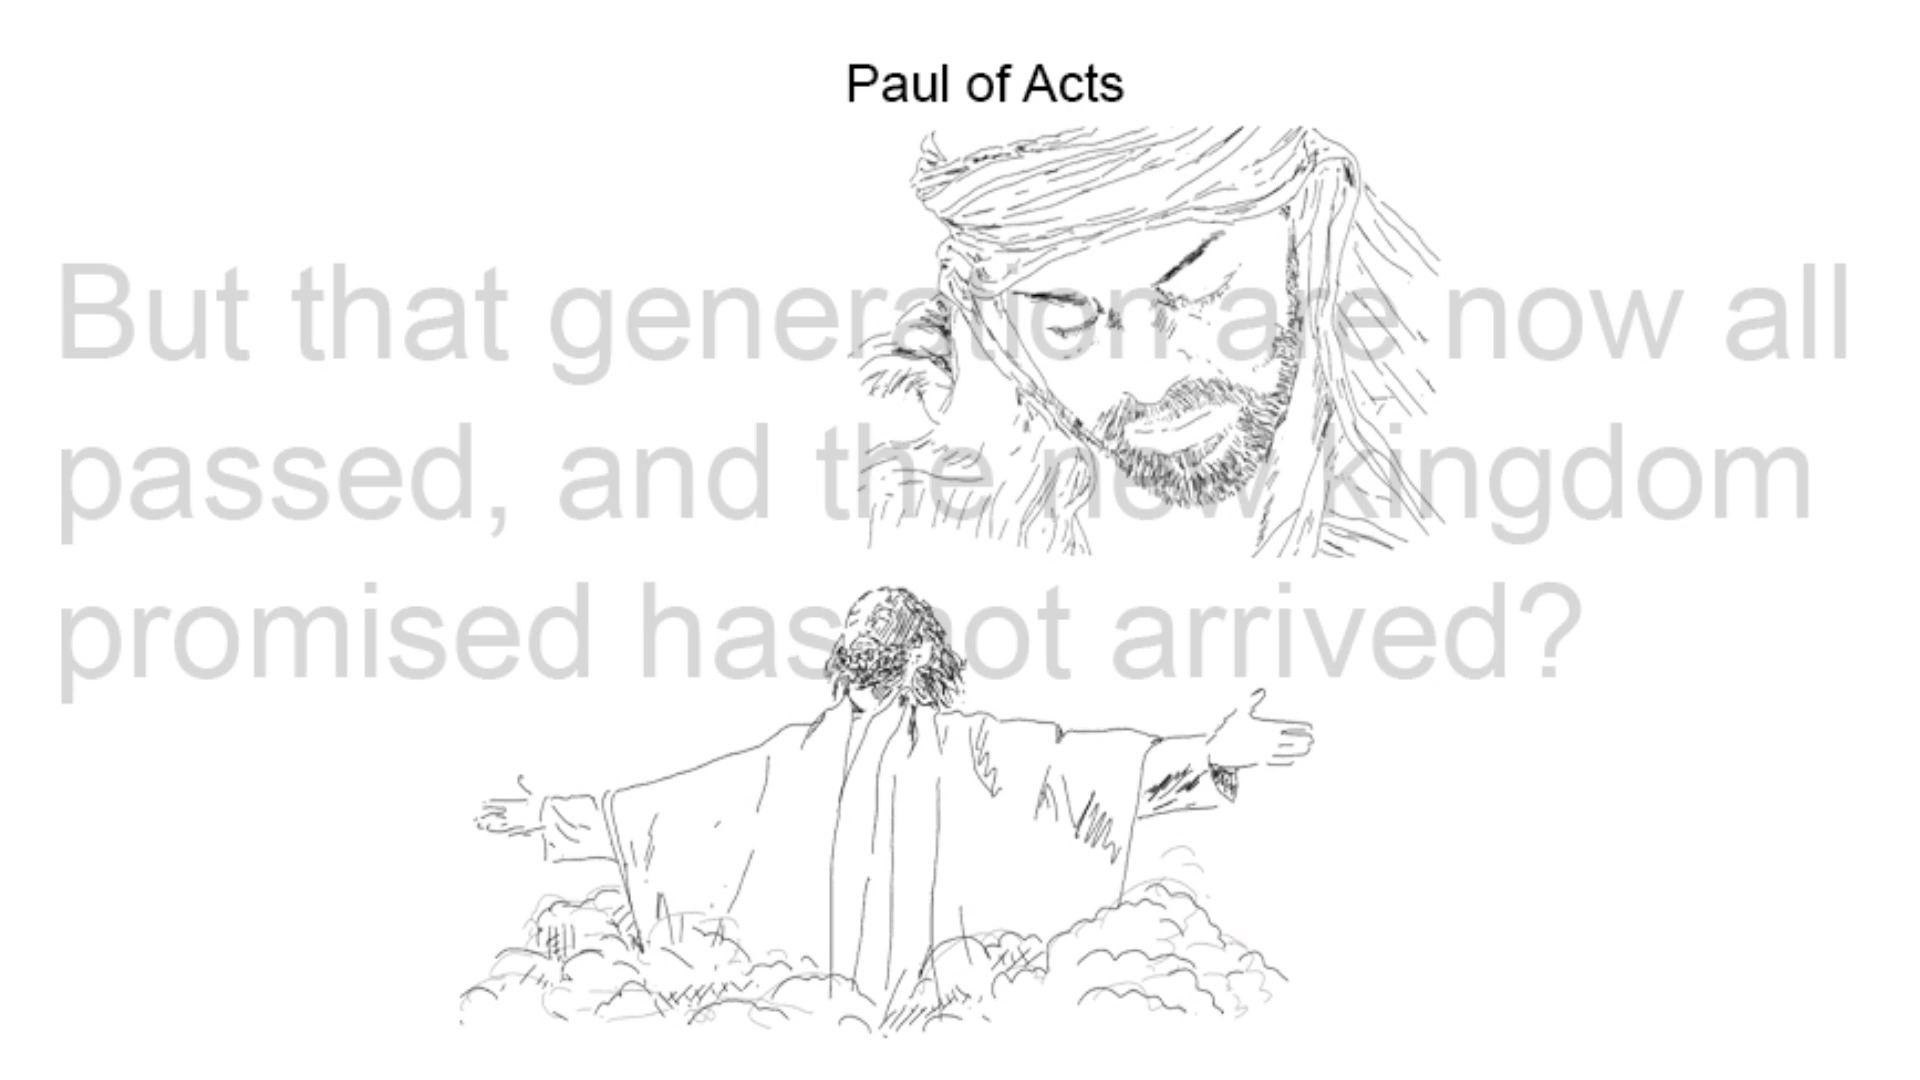 Paul of Acts
But that generation are now all
passed, and the new kingdom
promised has not arrived?